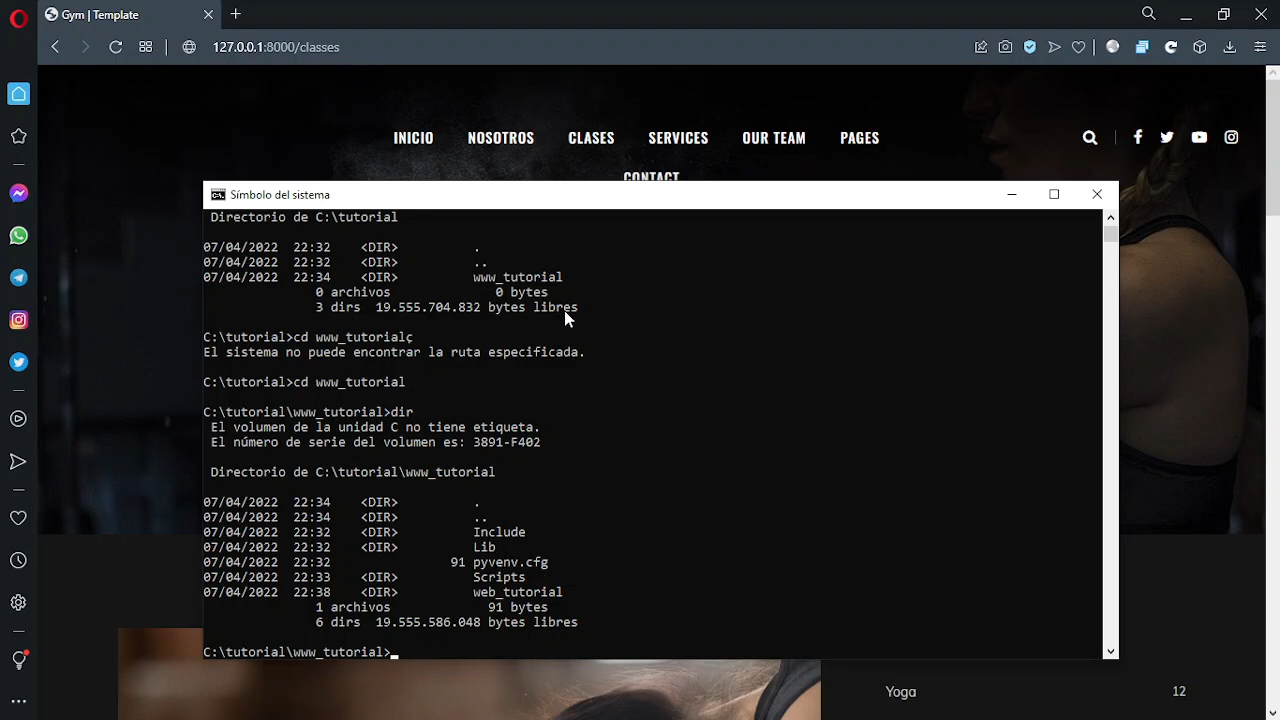 Gym | Template
127.0.0.1:8000/classes
INICIO NOSOTROS CLASES SERVICES OUR TEAM PAGES
CONTACT
Símbolo del sistema
Directorio de C:\tutorial
07/04/2022 22:32 <DIR> .
07/04/2022 22:32 <DIR> ..
07/04/2022 22:34 <DIR> www_tutorial
0 archivos 0 bytes
3 dirs 19.555.704.832 bytes libres
C:\tutorial>cd www_tutorialç
El sistema no puede encontrar la ruta especificada.
C:\tutorial>cd www_tutorial
C:\tutorial\www_tutorial>dir
El volumen de la unidad C no tiene etiqueta.
El número de serie del volumen es: 3891-F402
Directorio de C:\tutorial\www_tutorial
07/04/2022 22:34 <DIR> .
07/04/2022 22:34 <DIR> ..
07/04/2022 22:32 <DIR> Include
07/04/2022 22:32 <DIR> Lib
07/04/2022 22:32 91 pyvenv.cfg
07/04/2022 22:33 <DIR> Scripts
07/04/2022 22:38 <DIR> web_tutorial
1 archivos 91 bytes
6 dirs 19.555.586.048 bytes libres
C:\tutorial\www_tutorial>
Yoga 12